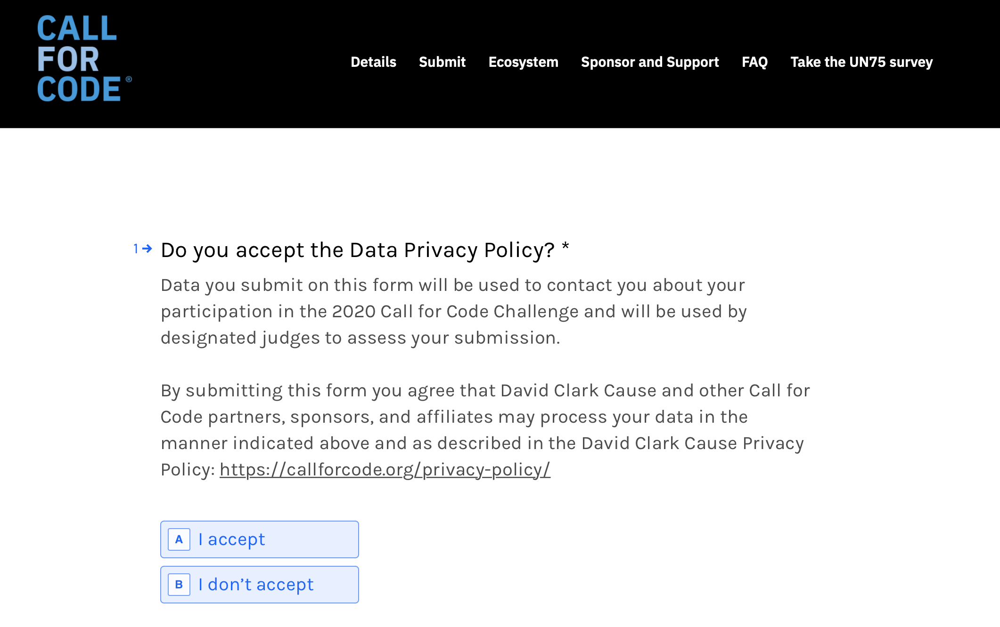 CALL
FOR
CODE®
Details Submit Ecosystem Sponsor and Support FAQ Take the UN75 survey
1 → Do you accept the Data Privacy Policy? *
Data you submit on this form will be used to contact you about your
participation in the 2020 Call for Code Challenge and will be used by
designated judges to assess your submission.
By submitting this form you agree that David Clark Cause and other Call for
Code partners, sponsors, and affiliates may process your data in the
manner indicated above and as described in the David Clark Cause Privacy
Policy: https://callforcode.org/privacy-policy/
A I accept
B I don’t accept